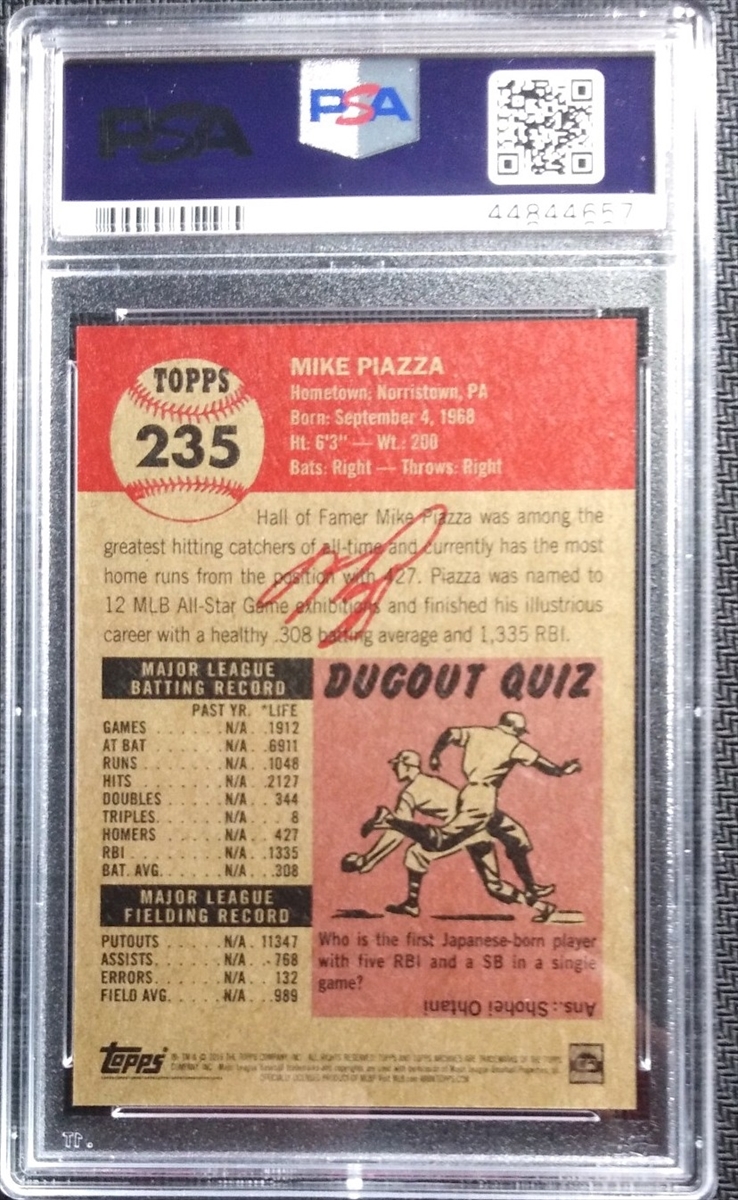 PSA
PSA
44844657
TOPPS
235
MIKE PIAZZA
Hometown: Norristown, PA
Born: September 4, 1968
Ht: 6'3" — Wt.: 200
Bats: Right — Throws: Right
Hall of Famer Mike Piazza was among the
greatest hitting catchers of all-time and currently has the most
home runs from the position with 427. Piazza was named to
12 MLB All-Star Game exhibitions and finished his illustrious
career with a healthy .308 batting average and 1,335 RBI.
MAJOR LEAGUE
BATTING RECORD
PAST YR. *LIFE
GAMES . . . . . . . N/A . .1912
AT BAT . . . . . . . N/A . .6911
RUNS . . . . . . . . N/A . .1048
HITS . . . . . . . . N/A . .2127
DOUBLES . . . . . . N/A . . 344
TRIPLES. . . . . . . N/A . . . 8
HOMERS . . . . . . N/A . . 427
RBI . . . . . . . . . N/A . .1335
BAT. AVG. . . . . . N/A . . .308
MAJOR LEAGUE
FIELDING RECORD
PUTOUTS . . . . . . N/A . 11347
ASSISTS. . . . . . . N/A . . 768
ERRORS. . . . . . . N/A . . 132
FIELD AVG. . . . . . N/A . . .989
DUGOUT QUIZ
Who is the first Japanese-born player
with five RBI and a SB in a single
game?
Ans.: Shohei Ohtani
Topps